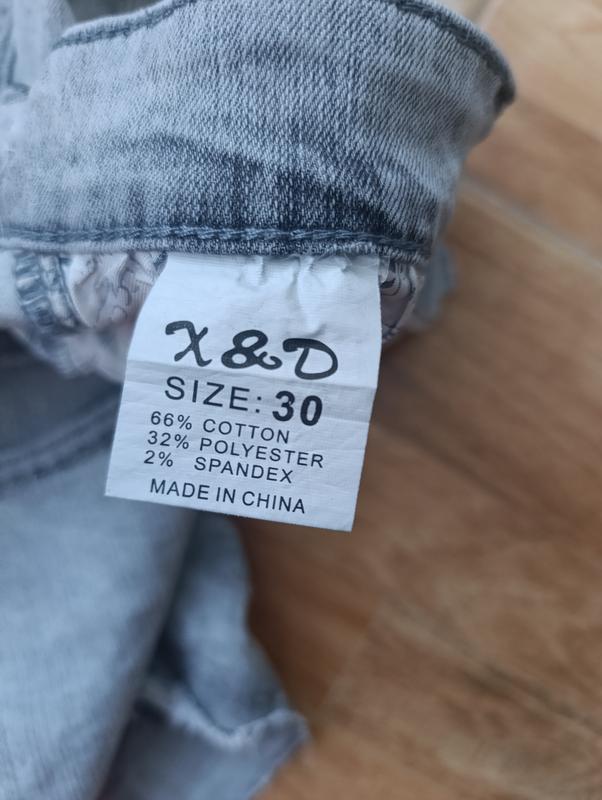 X&D
SIZE: 30
66% COTTON
32% POLYESTER
2% SPANDEX
MADE IN CHINA